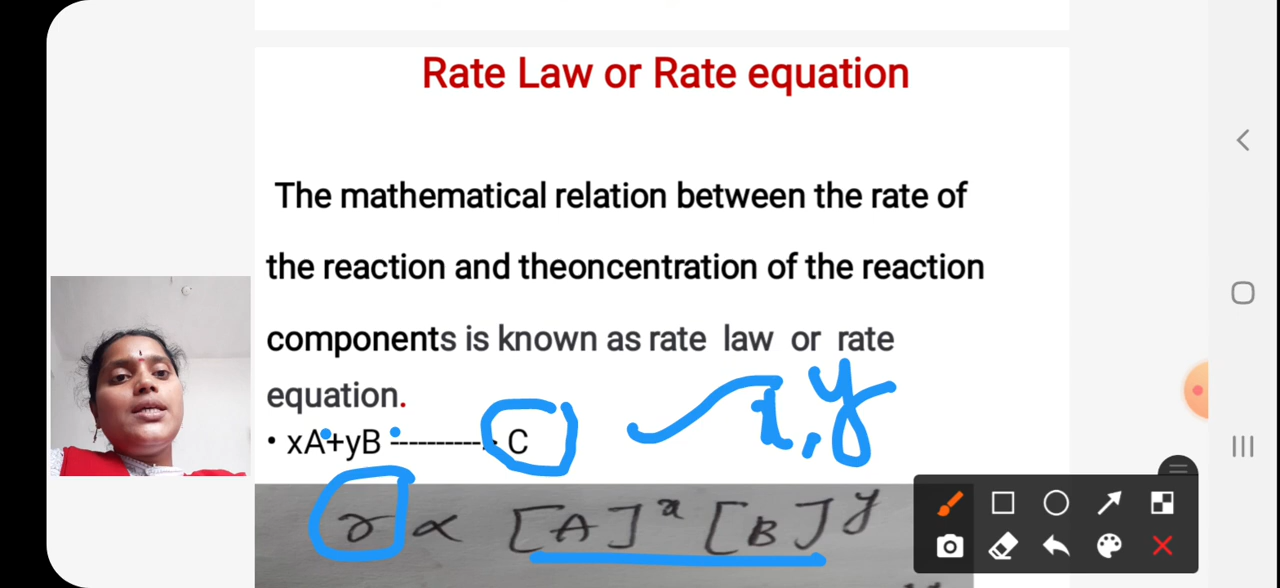 Rate Law or Rate equation
The mathematical relation between the rate of
the reaction and theoncentration of the reaction
components is known as rate law or rate
equation.
x,y
• xA+yB ----------> C
r ∝ [A]^x [B]^y